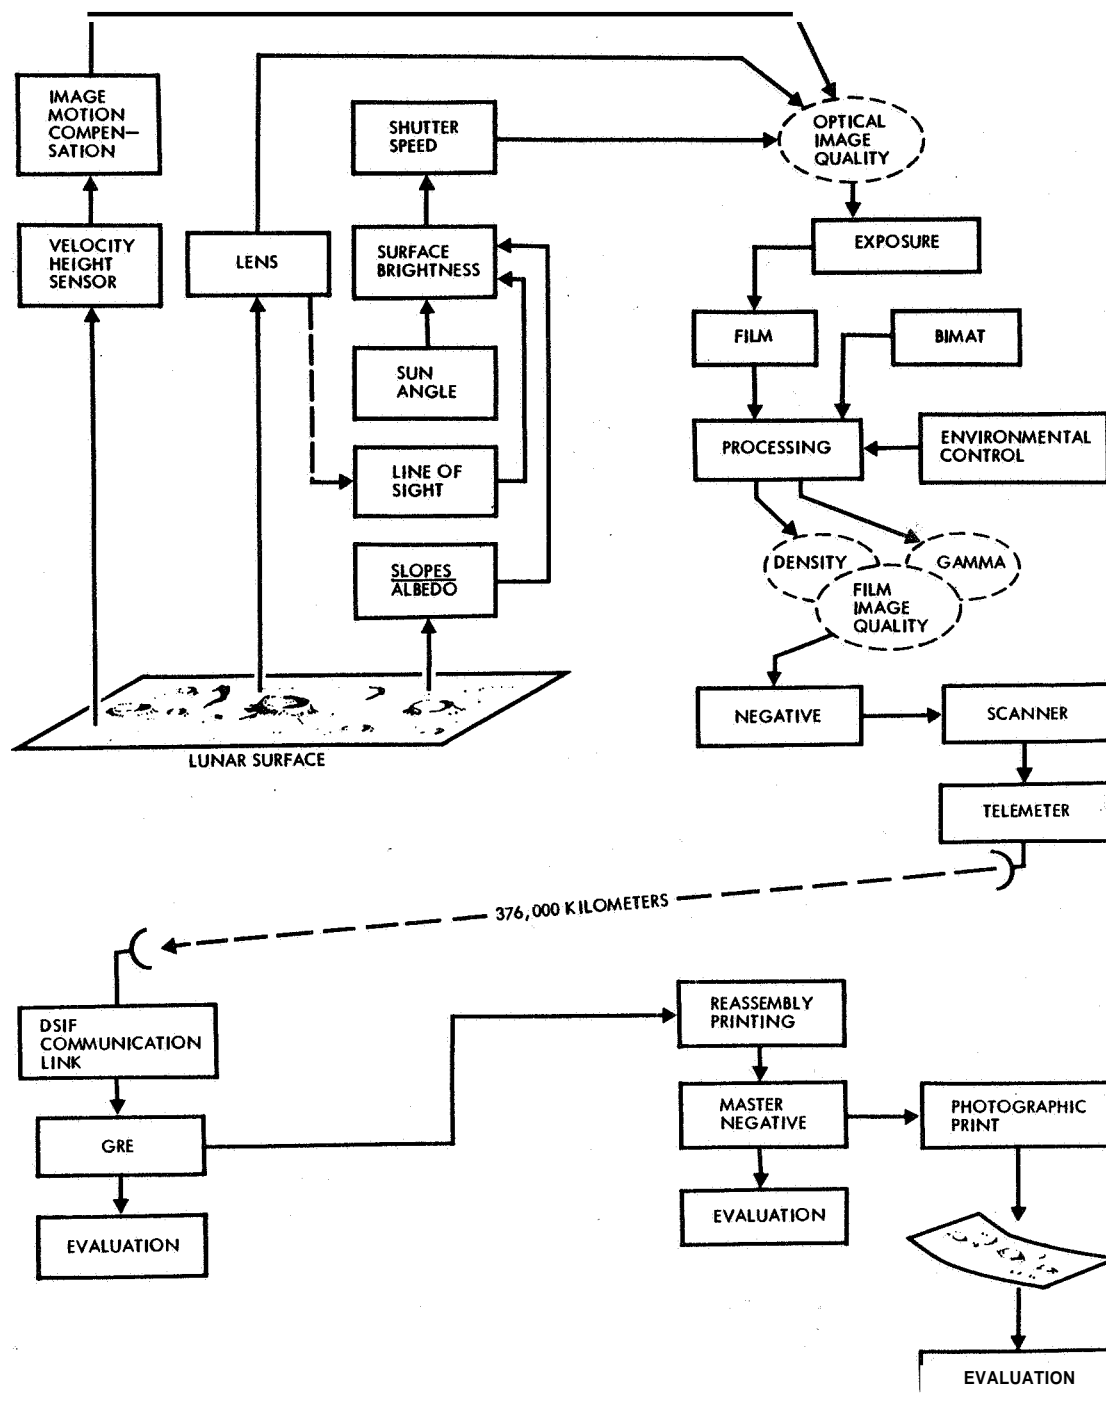 IMAGE
MOTION
COMPEN-
SATION
VELOCITY
HEIGHT
SENSOR
LENS
SHUTTER
SPEED
SURFACE
BRIGHTNESS
SUN
ANGLE
LINE OF
SIGHT
SLOPES
ALBEDO
LUNAR SURFACE
OPTICAL
IMAGE
QUALITY
EXPOSURE
FILM
BIMAT
PROCESSING
ENVIRONMENTAL
CONTROL
DENSITY
GAMMA
FILM
IMAGE
QUALITY
NEGATIVE
SCANNER
TELEMETER
376,000 KILOMETERS
DSIF
COMMUNICATION
LINK
GRE
EVALUATION
REASSEMBLY
PRINTING
MASTER
NEGATIVE
EVALUATION
PHOTOGRAPHIC
PRINT
EVALUATION